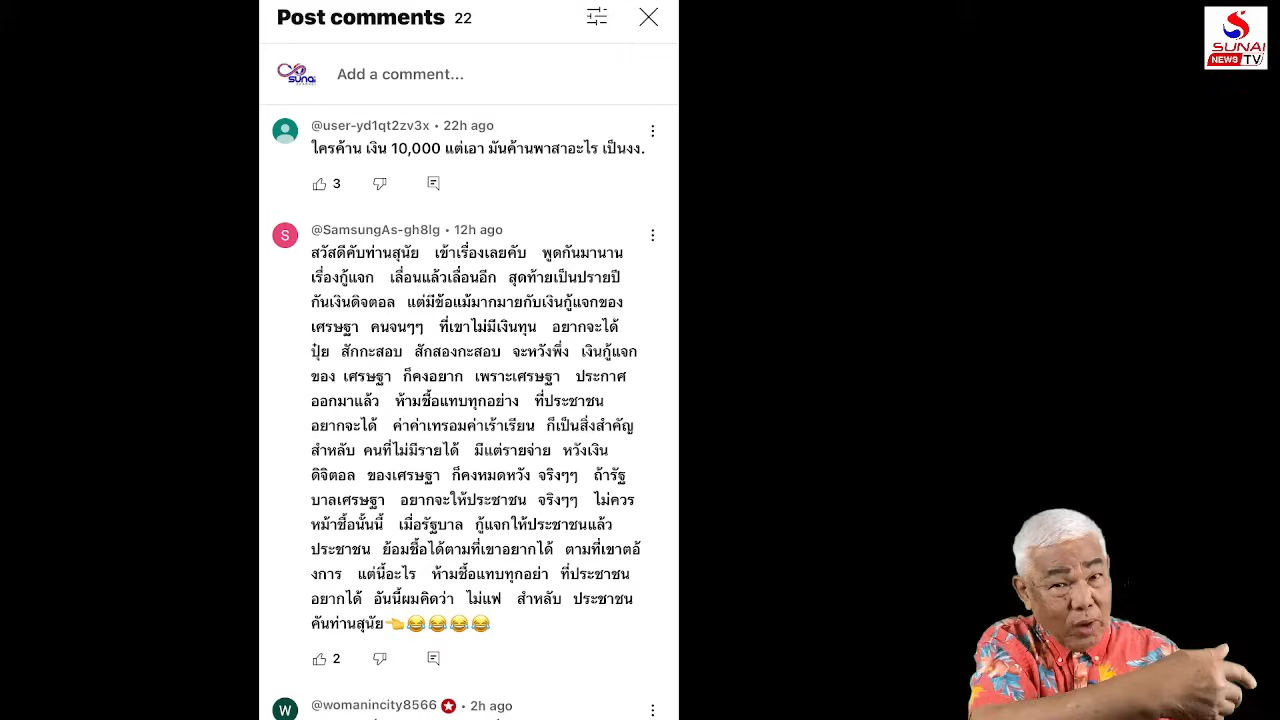 Post comments 22
SUNAI
NEWS TV
sunai
Add a comment...
@user-yd1qt2zv3x • 22h ago
ใครค้าน เงิน 10,000 แต่เอา มันค้านพาสาอะไร เป็นงง.
3
S
@SamsungAs-gh8lg • 12h ago
สวัสดีคับท่านสุนัย เข้าเรื่องเลยคับ พูดกันมานาน
เรื่องกู้แจก เลื่อนแล้วเลื่อนอีก สุดท้ายเป็นปรายปี
กันเงินดิจตอล แต่มีข้อแม้มากมายกับเงินกู้แจกของ
เศรษฐา คนจนๆๆ ที่เขาไม่มีเงินทุน อยากจะได้
ปุ๋ย สักกะสอบ สักสองกะสอบ จะหวังพึ่ง เงินกู้แจก
ของ เศรษฐา ก็คงอยาก เพราะเศรษฐา ประกาศ
ออกมาแล้ว ห้ามซื้อแทบทุกอย่าง ที่ประชาชน
อยากจะได้ ค่าค่าเทรอมค่าเร้าเรียน ก็เป็นสิ่งสำคัญ
สำหลับ คนที่ไม่มีรายได้ มีแต่รายจ่าย หวังเงิน
ดิจิตอล ของเศรษฐา ก็คงหมดหวัง จริงๆๆ ถ้ารัฐ
บาลเศรษฐา อยากจะให้ประชาชน จริงๆๆ ไม่ควร
หม้าซื้อนั้นนี้ เมื่อรัฐบาล กู้แจกให้ประชาชนแล้ว
ประชาชน ย้อมซื้อได้ตามที่เขาอยากได้ ตามที่เขาตอ้
งการ แต่นี้อะไร ห้ามซื้อแทบทุกอย่า ที่ประชาชน
อยากได้ อันนี้ผมคิดว่า ไม่แฟ สำหลับ ประชาชน
คันท่านสุนัย👈😂😂😂😂
2
W
@womanincity8566 • 2h ago